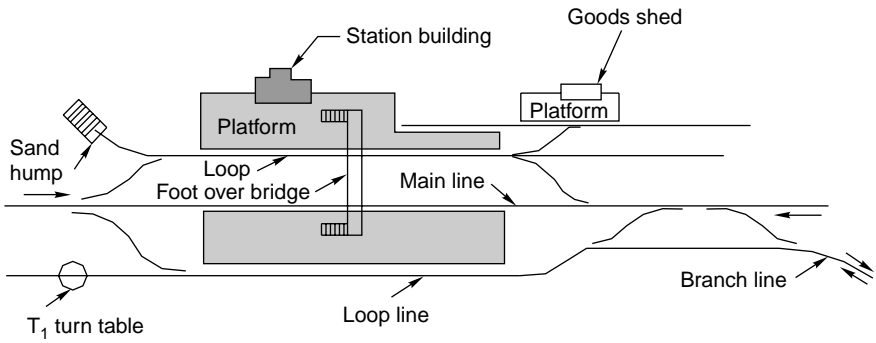 Station building
Goods shed
Platform
Platform
Sand
hump
Loop
Foot over bridge
Main line
Branch line
Loop line
T1 turn table